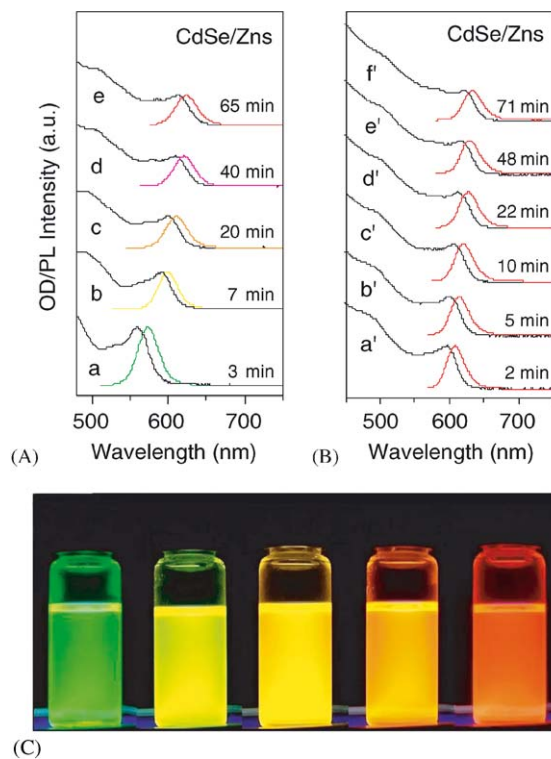 CdSe/Zns
e
65 min
d
40 min
c
20 min
b
7 min
a
3 min
OD/PL Intensity (a.u.)
500 600 700
Wavelength (nm)
(A)
CdSe/Zns
f'
71 min
e'
48 min
d'
22 min
c'
10 min
b'
5 min
a'
2 min
500 600 700
Wavelength (nm)
(B)
(C)